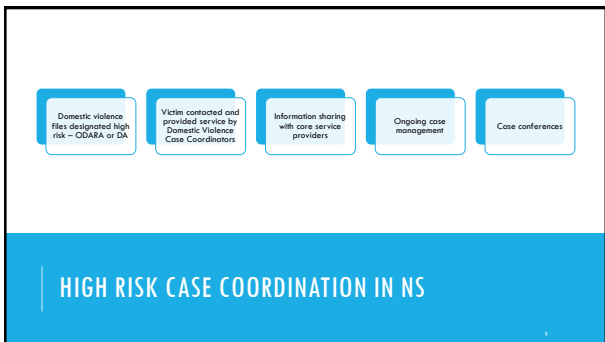 Domestic violence
files designated high
risk – ODARA or DA
Victim contacted and
provided service by
Domestic Violence
Case Coordinators
Information sharing
with core service
providers
Ongoing case
management
Case conferences
HIGH RISK CASE COORDINATION IN NS